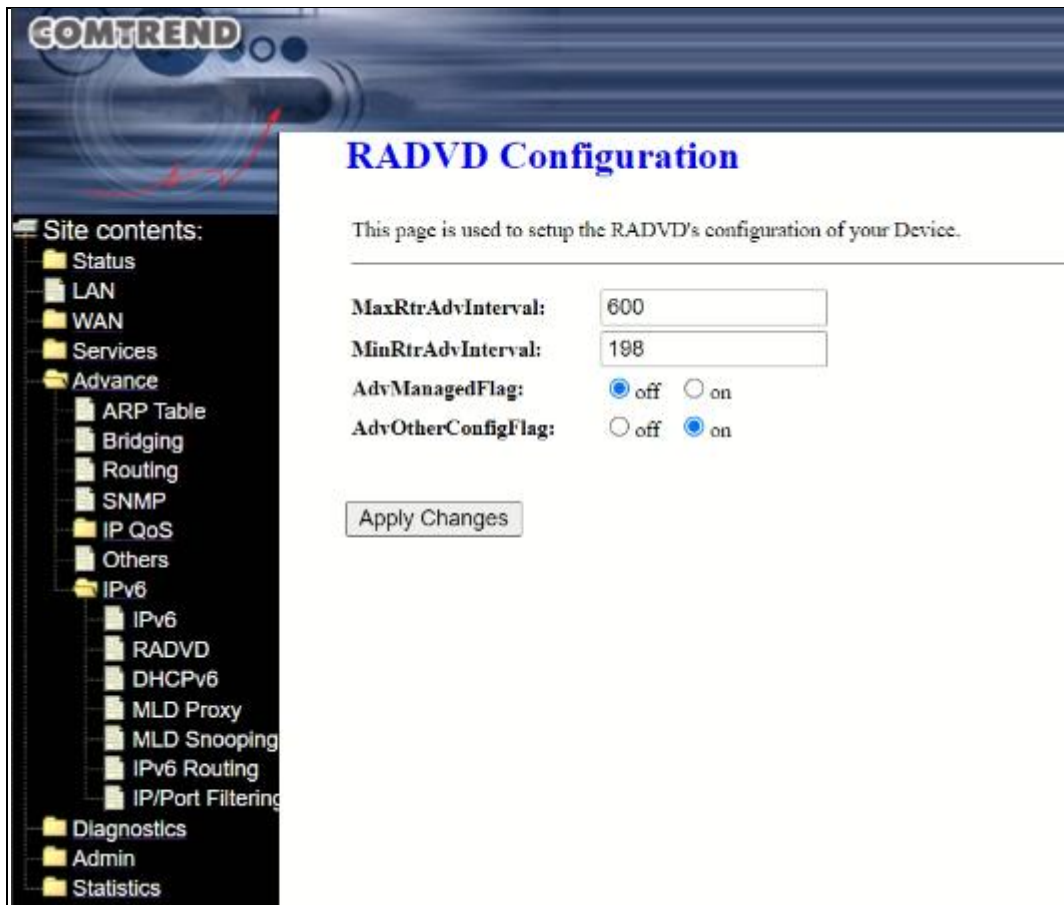 COMTREND
RADVD Configuration
This page is used to setup the RADVD's configuration of your Device.
MaxRtrAdvInterval: 600
MinRtrAdvInterval: 198
AdvManagedFlag: off on
AdvOtherConfigFlag: off on
Apply Changes
Site contents:
Status
LAN
WAN
Services
Advance
ARP Table
Bridging
Routing
SNMP
IP QoS
Others
IPv6
IPv6
RADVD
DHCPv6
MLD Proxy
MLD Snooping
IPv6 Routing
IP/Port Filtering
Diagnostics
Admin
Statistics